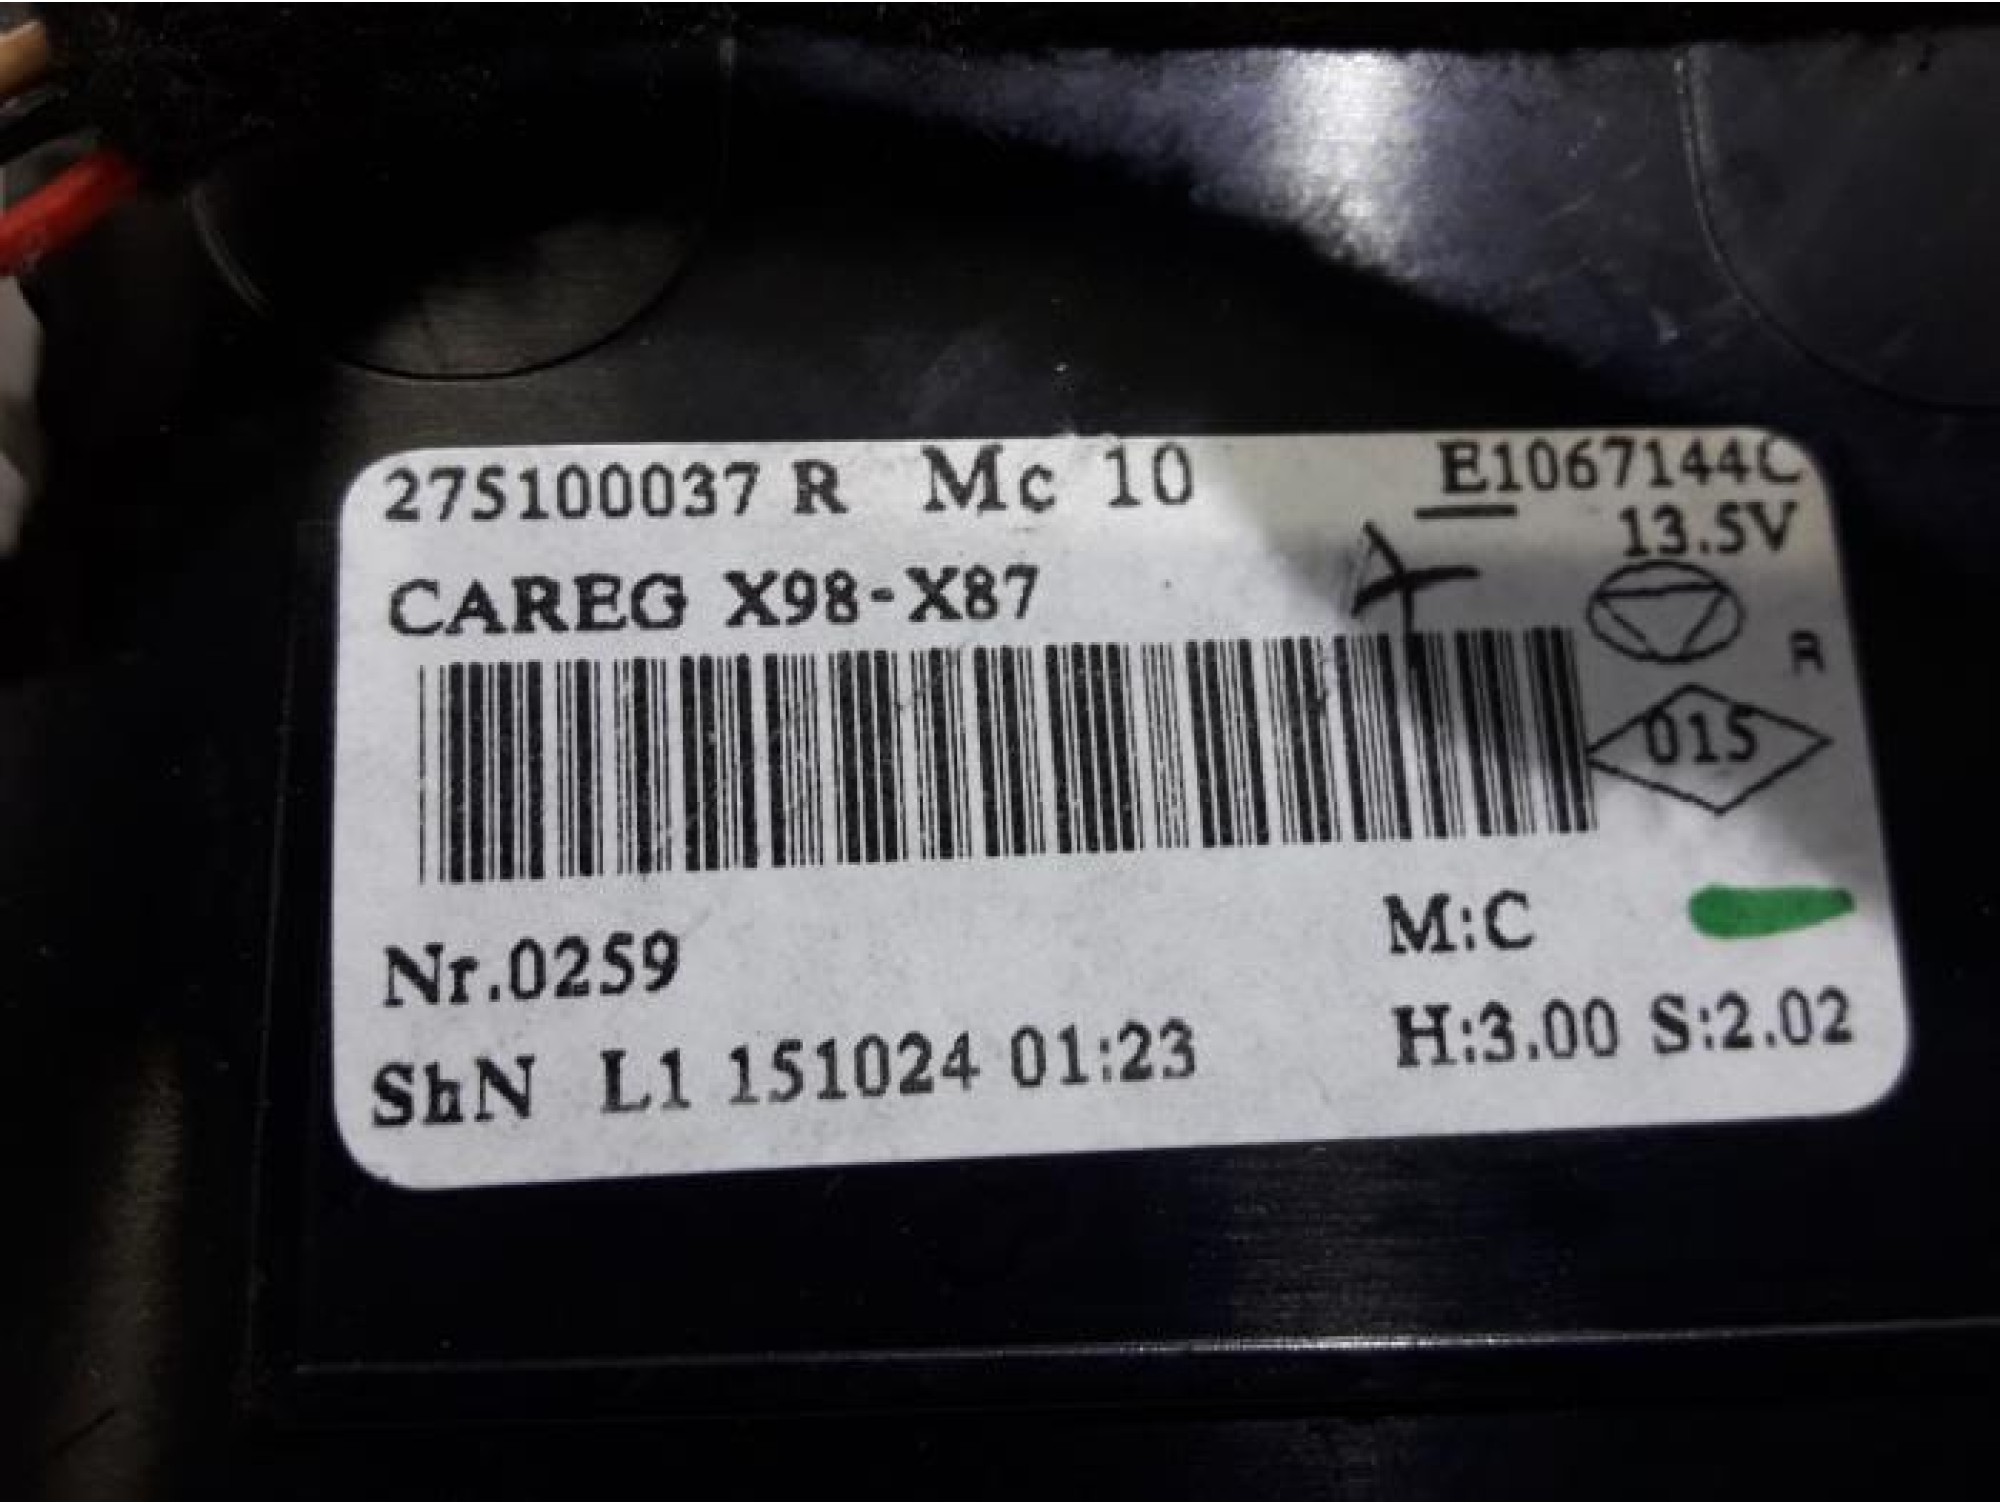 275100037 R Mc 10 E1067144C
13.5V
CAREG X98-X87
R
015
Nr.0259 M:C
ShN L1 151024 01:23 H:3.00 S:2.02